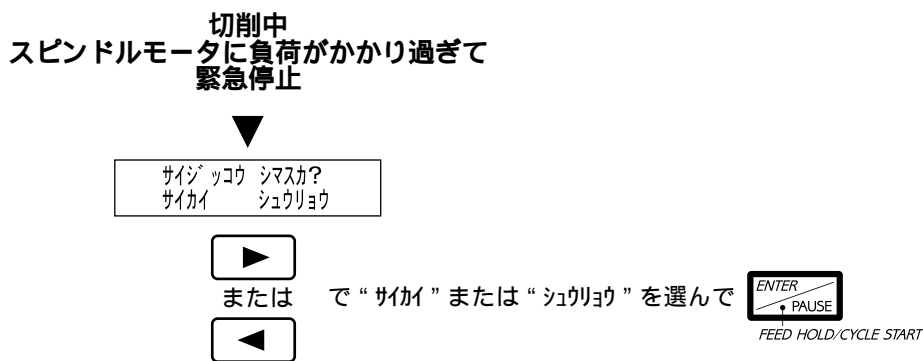 切削中
スピンドルモータに負荷がかかり過ぎて
緊急停止
サイジッコウ シマスカ?
サイカイ シュウリョウ
または で “ サイカイ ” または “ シュウリョウ ” を選んで
ENTER
PAUSE
FEED HOLD/CYCLE START